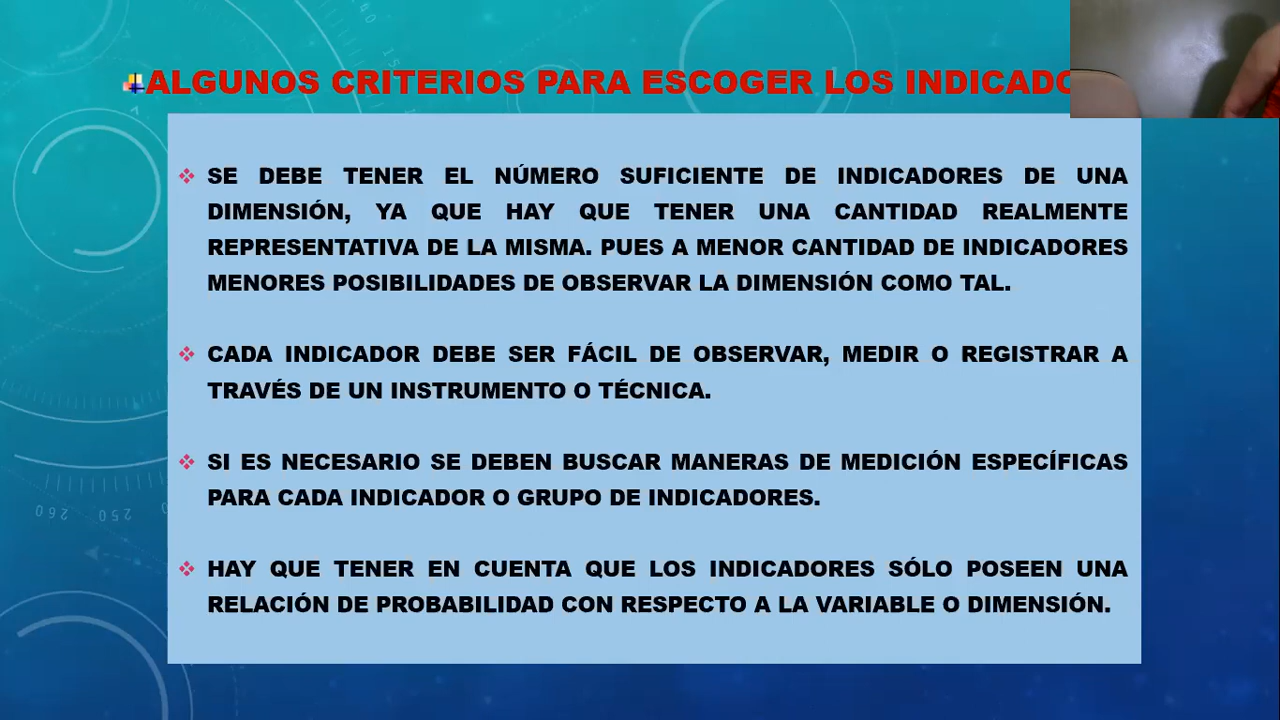 ALGUNOS CRITERIOS PARA ESCOGER LOS
SE DEBE TENER EL NÚMERO SUFICIENTE DE INDICADORES DE UNA
DIMENSIÓN, YA QUE HAY QUE TENER UNA CANTIDAD REALMENTE
REPRESENTATIVA DE LA MISMA. PUES A MENOR CANTIDAD DE INDICADORES
MENORES POSIBILIDADES DE OBSERVAR LA DIMENSIÓN COMO TAL.
CADA INDICADOR DEBE SER FÁCIL DE OBSERVAR, MEDIR O REGISTRAR A
TRAVÉS DE UN INSTRUMENTO O TÉCNICA.
SI ES NECESARIO SE DEBEN BUSCAR MANERAS DE MEDICIÓN ESPECÍFICAS
PARA CADA INDICADOR O GRUPO DE INDICADORES.
HAY QUE TENER EN CUENTA QUE LOS INDICADORES SÓLO POSEEN UNA
RELACIÓN DE PROBABILIDAD CON RESPECTO A LA VARIABLE O DIMENSIÓN.
260 250